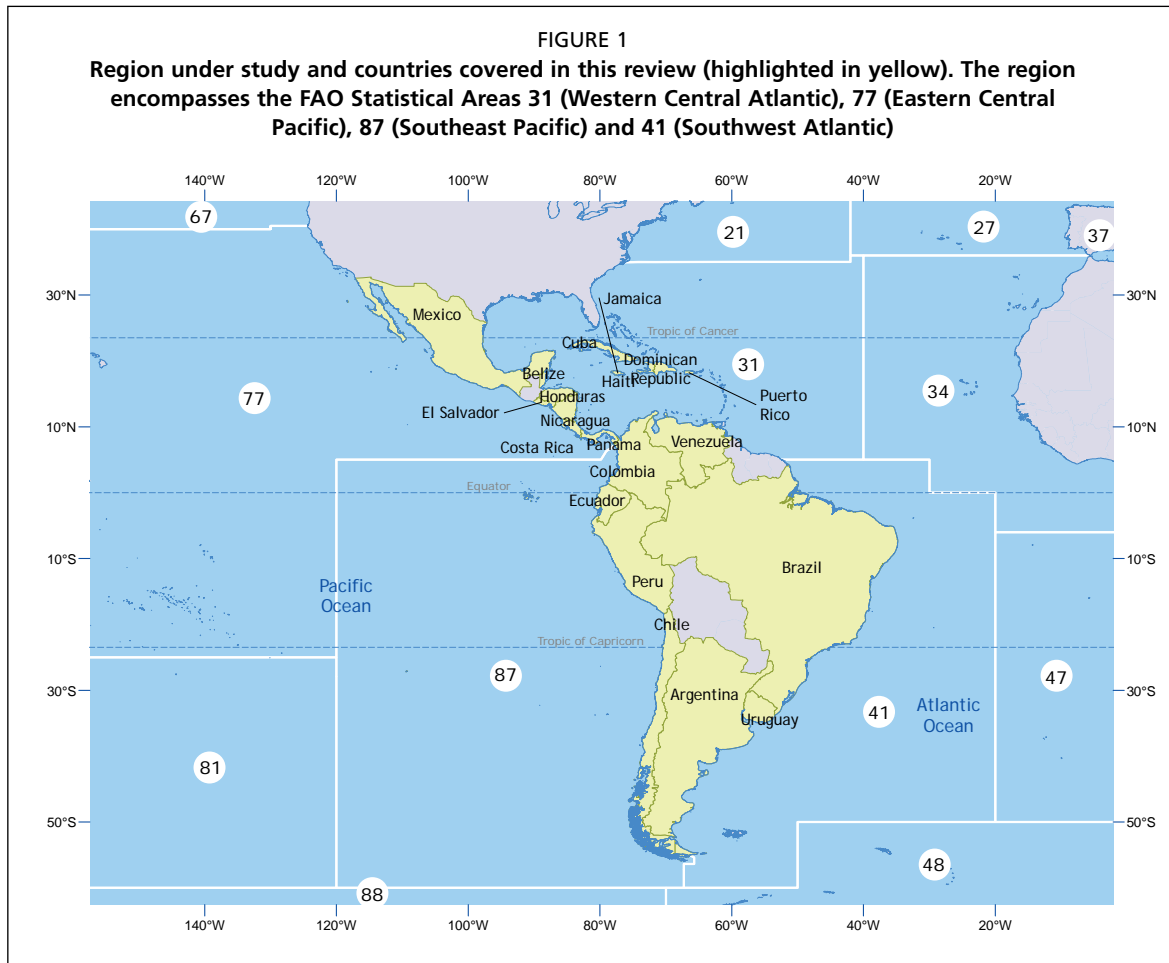 FIGURE 1
Region under study and countries covered in this review (highlighted in yellow). The region
encompasses the FAO Statistical Areas 31 (Western Central Atlantic), 77 (Eastern Central
Pacific), 87 (Southeast Pacific) and 41 (Southwest Atlantic)
140°W 120°W 100°W 80°W 60°W 40°W 20°W
67
21
27
37
30°N
Jamaica
30°N
Mexico
Tropic of Cancer
Cuba
Dominican
Republic
31
Belize
Haiti
77
34
Honduras
Puerto
Rico
El Salvador
Nicaragua
10°N
10°N
Costa Rica
Panama
Venezuela
Colombia
Equator
Ecuador
10°S
10°S
Brazil
Peru
Pacific
Ocean
Chile
Tropic of Capricorn
87
47
30°S
30°S
Argentina
41
Atlantic
Ocean
Uruguay
81
50°S
50°S
48
88
140°W 120°W 100°W 80°W 60°W 40°W 20°W